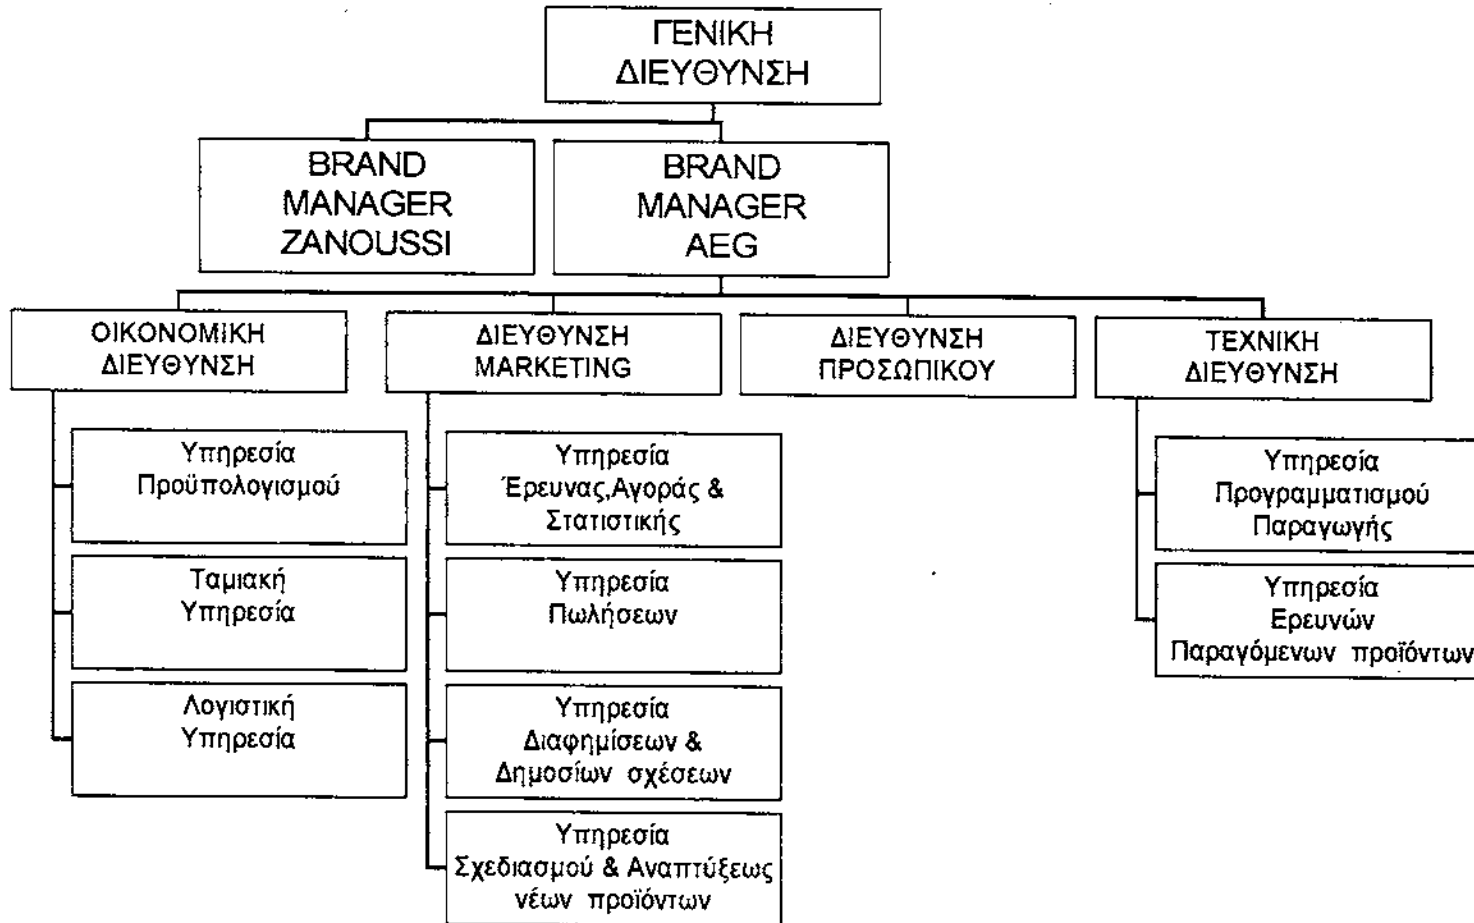 ΓΕΝΙΚΗ
ΔΙΕΥΘΥΝΣΗ
BRAND
MANAGER
ZANOUSSI
BRAND
MANAGER
AEG
ΟΙΚΟΝΟΜΙΚΗ
ΔΙΕΥΘΥΝΣΗ
ΔΙΕΥΘΥΝΣΗ
MARKETING
ΔΙΕΥΘΥΝΣΗ
ΠΡΟΣΩΠΙΚΟΥ
ΤΕΧΝΙΚΗ
ΔΙΕΥΘΥΝΣΗ
Υπηρεσία
Προϋπολογισμού
Ταμιακή
Υπηρεσία
Λογιστική
Υπηρεσία
Υπηρεσία
Έρευνας,Αγοράς &
Στατιστικής
Υπηρεσία
Πωλήσεων
Υπηρεσία
Διαφημίσεων &
Δημοσίων σχέσεων
Υπηρεσία
Σχεδιασμού & Αναπτύξεως
νέων προϊόντων
Υπηρεσία
Προγραμματισμού
Παραγωγής
Υπηρεσία
Ερευνών
Παραγόμενων προϊόντων